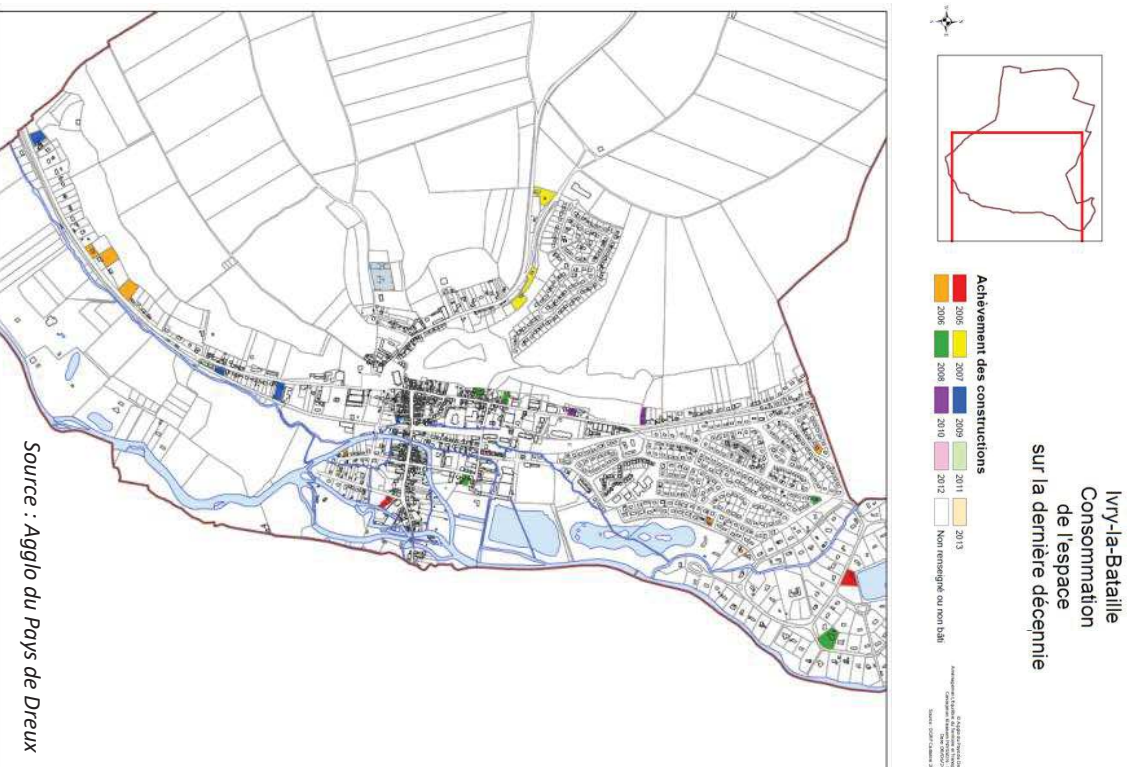 Ivry-la-Bataille
Consommation
de l'espace
sur la dernière décennie
Achèvement des constructions
2005
2006
2007
2008
2009
2010
2011
2012
2013
Non renseigné ou non bâti
Source : Agglo du Pays de Dreux